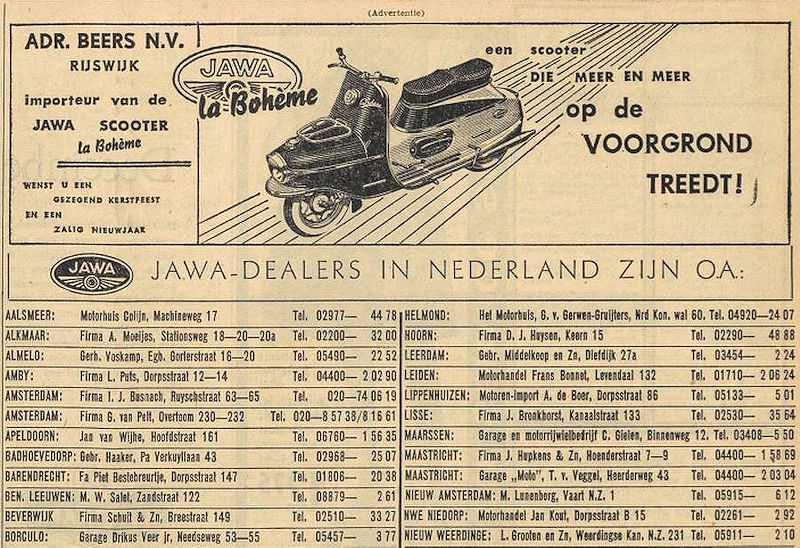 (Advertentie)
ADR. BEERS N.V.
RIJSWIJK
importeur van de
JAWA SCOOTER
la Bohème
WENST U EEN
GEZEGEND KERSTFEEST
EN EEN
ZALIG NIEUWJAAR
JAWA
la-Bohème
een scooter
DIE MEER EN MEER
op de
VOORGROND
TREEDT!
JAWA
JAWA-DEALERS IN NEDERLAND ZIJN O.A.:
AALSMEER: Motorhuis Colijn, Machineweg 17 Tel. 02977— 44 78
ALKMAAR: Firma A. Moeijes, Stationsweg 18—20—20a Tel. 02200— 32 00
ALMELO: Gerh. Voskamp, Egb. Gorterstraat 16—20 Tel. 05490— 22 52
AMBY: Firma L. Puts, Dorpsstraat 12—14 Tel. 04400— 2 02 90
AMSTERDAM: Firma I. J. Busnach, Ruyschstraat 63—65 Tel. 020—74 06 19
AMSTERDAM: Firma G. van Pelt, Overtoom 230—232 Tel. 020—8 57 38/8 16 61
APELDOORN: Jan van Wijhe, Hoofdstraat 161 Tel. 06760— 1 56 35
BADHOEVEDORP: Gebr. Haaker, Pa Verkuyllaan 43 Tel. 02968— 25 07
BARENDRECHT: Fa Piet Bestebreurtje, Dorpsstraat 147 Tel. 01806— 20 38
BEN. LEEUWEN: M. W. Salet, Zandstraat 122 Tel. 08879— 2 61
BEVERWIJK Firma Schuit & Zn, Breestraat 149 Tel. 02510— 33 27
BORCULO: Garage Drikus Veer jr, Needseweg 53—55 Tel. 05457— 3 77
HELMOND: Het Motorhuis, G. v. Gerwen-Gruijters, Nrd Kon. wal 60. Tel. 04920—24 07
HOORN: Firma D. J. Huysen, Keern 15 Tel. 02290— 48 88
LEERDAM: Gebr. Middelkoop en Zn, Diefdijk 27a Tel. 03454— 2 24
LEIDEN: Motorhandel Frans Bonnet, Levendaal 132 Tel. 01710— 2 06 24
LIPPENHUIZEN: Motoren-import A. de Boer, Dorpsstraat 86 Tel. 05133— 5 01
LISSE: Firma J. Bronkhorst, Kanaalstraat 133 Tel. 02530— 35 64
MAARSSEN: Garage en motorrijwielbedrijf C. Gielen, Binnenweg 12. Tel. 03408—5 50
MAASTRICHT: Firma J. Hupkens & Zn, Hoenderstraat 7—9 Tel. 04400— 1 58 69
MAASTRICHT: Garage „Moto”, T. v. Veggel, Heerderweg 43 Tel. 04400— 2 03 04
NIEUW AMSTERDAM: M. Lunenborg, Vaart N.Z. 1 Tel. 05915— 6 12
NWE NIEDORP: Motorhandel Jan Kout, Dorpsstraat B 15 Tel. 02261— 2 92
NIEUW WEERDINGE: L. Grooten en Zn, Weerdingse Kan. N.Z. 231 Tel. 05911— 2 10